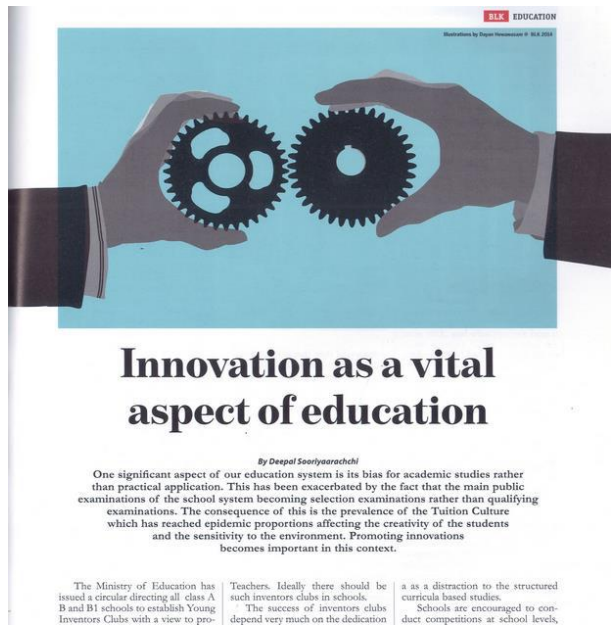 BLK EDUCATION
Illustrations by Dayan Hewawasam © BLK 2014
Innovation as a vital
aspect of education
By Deepal Sooriyaarachchi
One significant aspect of our education system is its bias for academic studies rather
than practical application. This has been exacerbated by the fact that the main public
examinations of the school system becoming selection examinations rather than qualifying
examinations. The consequence of this is the prevalence of the Tuition Culture
which has reached epidemic proportions affecting the creativity of the students
and the sensitivity to the environment. Promoting innovations
becomes important in this context.
The Ministry of Education has
issued a circular directing all class A
B and B1 schools to establish Young
Inventors Clubs with a view to pro-
Teachers. Ideally there should be
such inventors clubs in schools.
The success of inventors clubs
depend very much on the dedication
a as a distraction to the structured
curricula based studies.
Schools are encouraged to con-
duct competitions at school levels,